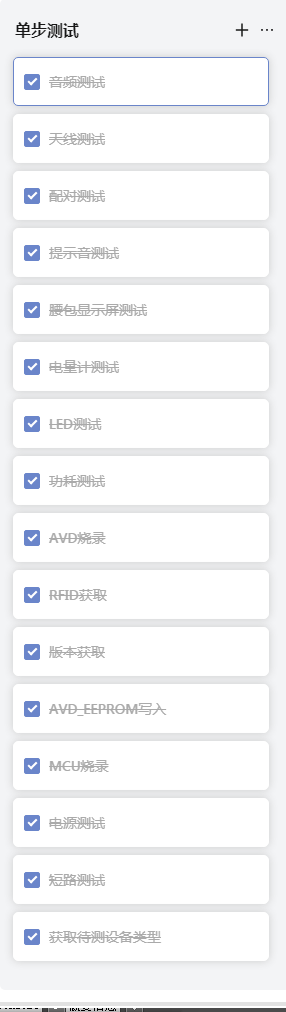 单步测试
音频测试
天线测试
配对测试
提示音测试
腰包显示屏测试
电量计测试
LED测试
功耗测试
AVD烧录
RFID获取
版本获取
AVD_EEPROM写入
MCU烧录
电源测试
短路测试
获取待测设备类型